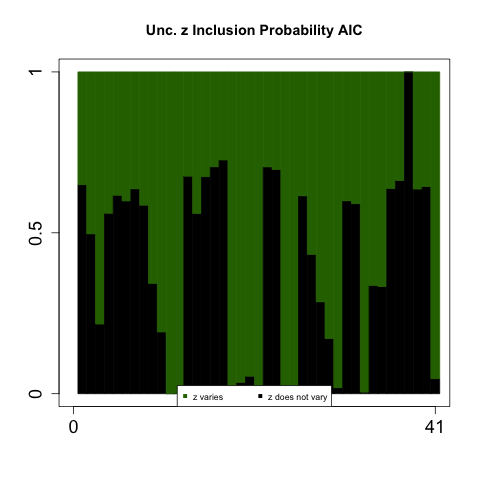 Unc. z Inclusion Probability AIC
1
0.5
0
z varies
z does not vary
0
41